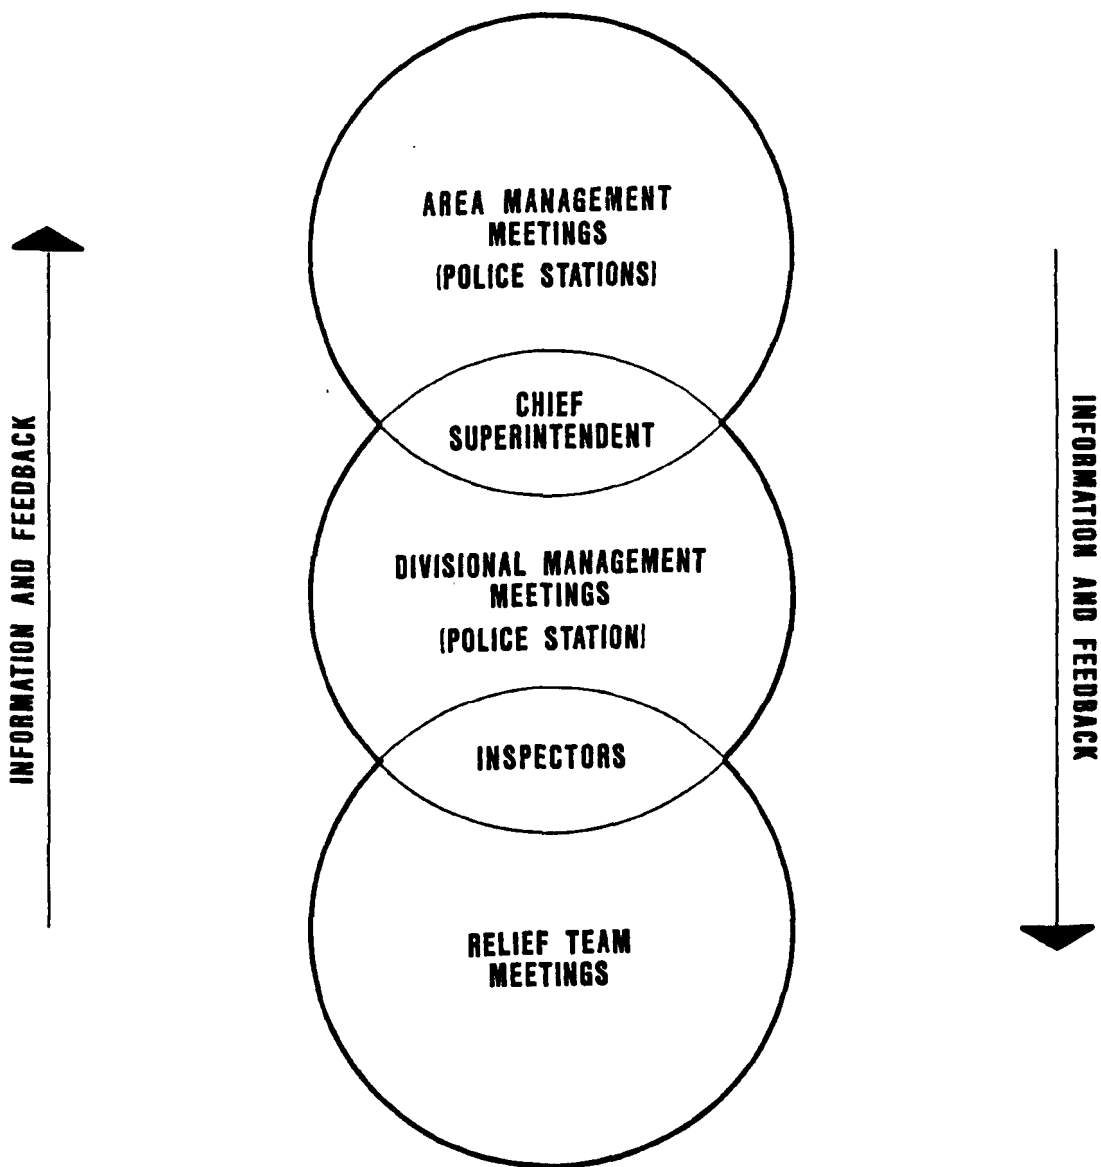 AREA MANAGEMENT
MEETINGS
(POLICE STATIONS)
CHIEF
SUPERINTENDENT
DIVISIONAL MANAGEMENT
MEETINGS
(POLICE STATION)
INSPECTORS
RELIEF TEAM
MEETINGS
INFORMATION AND FEEDBACK
INFORMATION AND FEEDBACK